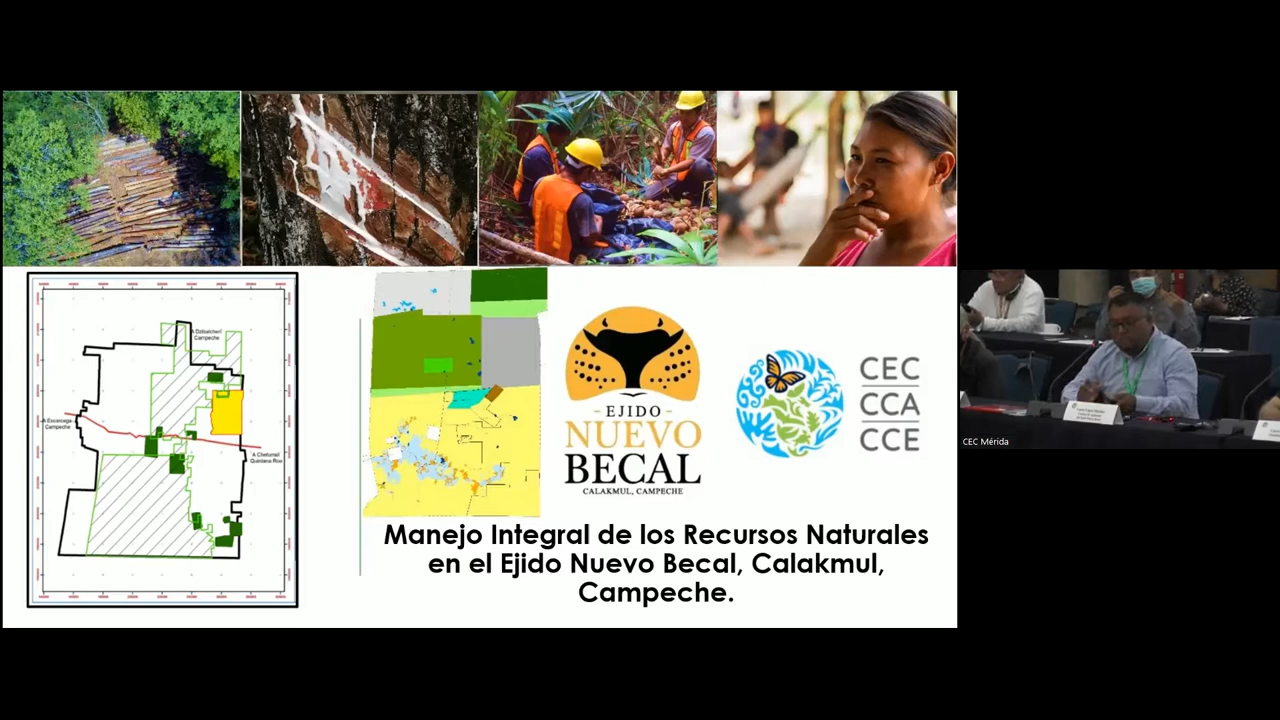 A Dzibalchen
Campeche
A Escarcega
Campeche
A Chetumal
Quintana Roo
- EJIDO -
NUEVO
BECAL
CALAKMUL, CAMPECHE
CEC
CCA
CCE
Manejo Integral de los Recursos Naturales
en el Ejido Nuevo Becal, Calakmul,
Campeche.
CEC Mérida